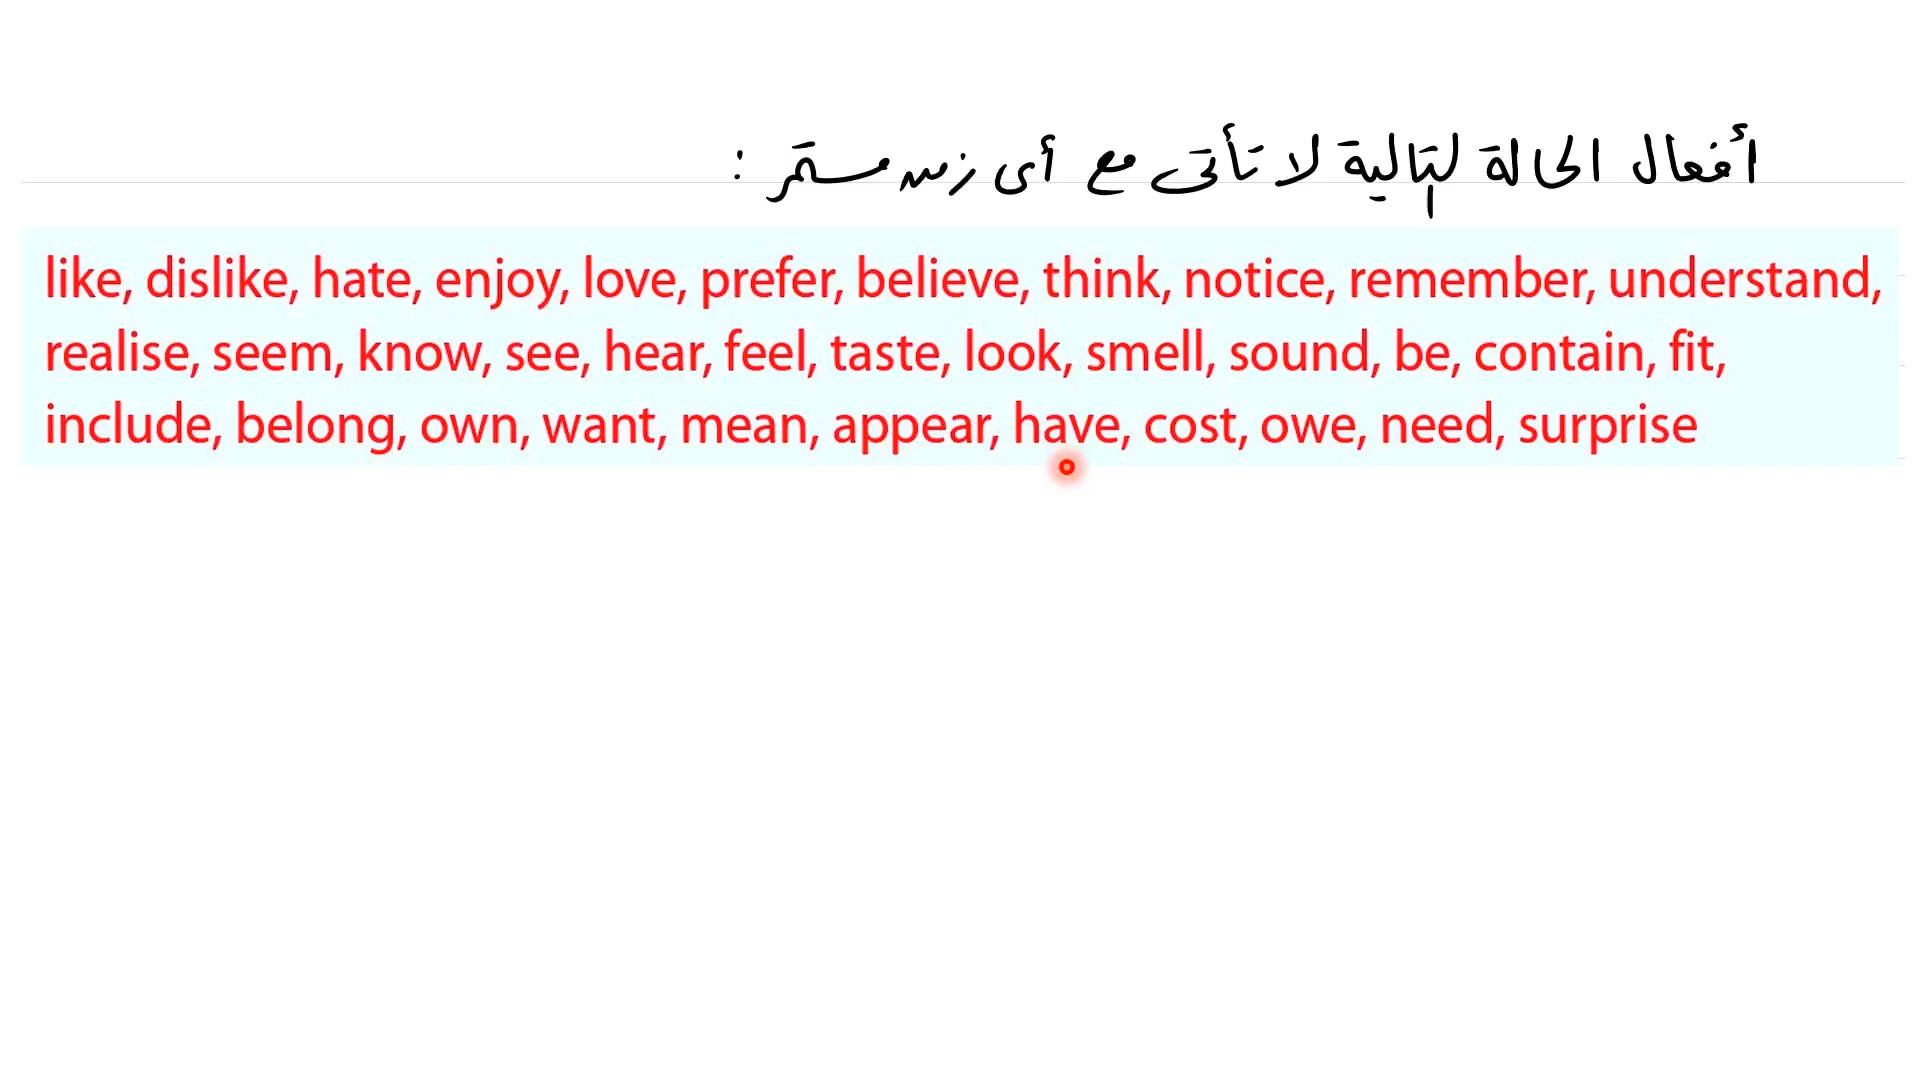 أفعال الحالة التالية لا تأتى مع أى زمن مستمر :
like, dislike, hate, enjoy, love, prefer, believe, think, notice, remember, understand,
realise, seem, know, see, hear, feel, taste, look, smell, sound, be, contain, fit,
include, belong, own, want, mean, appear, have, cost, owe, need, surprise